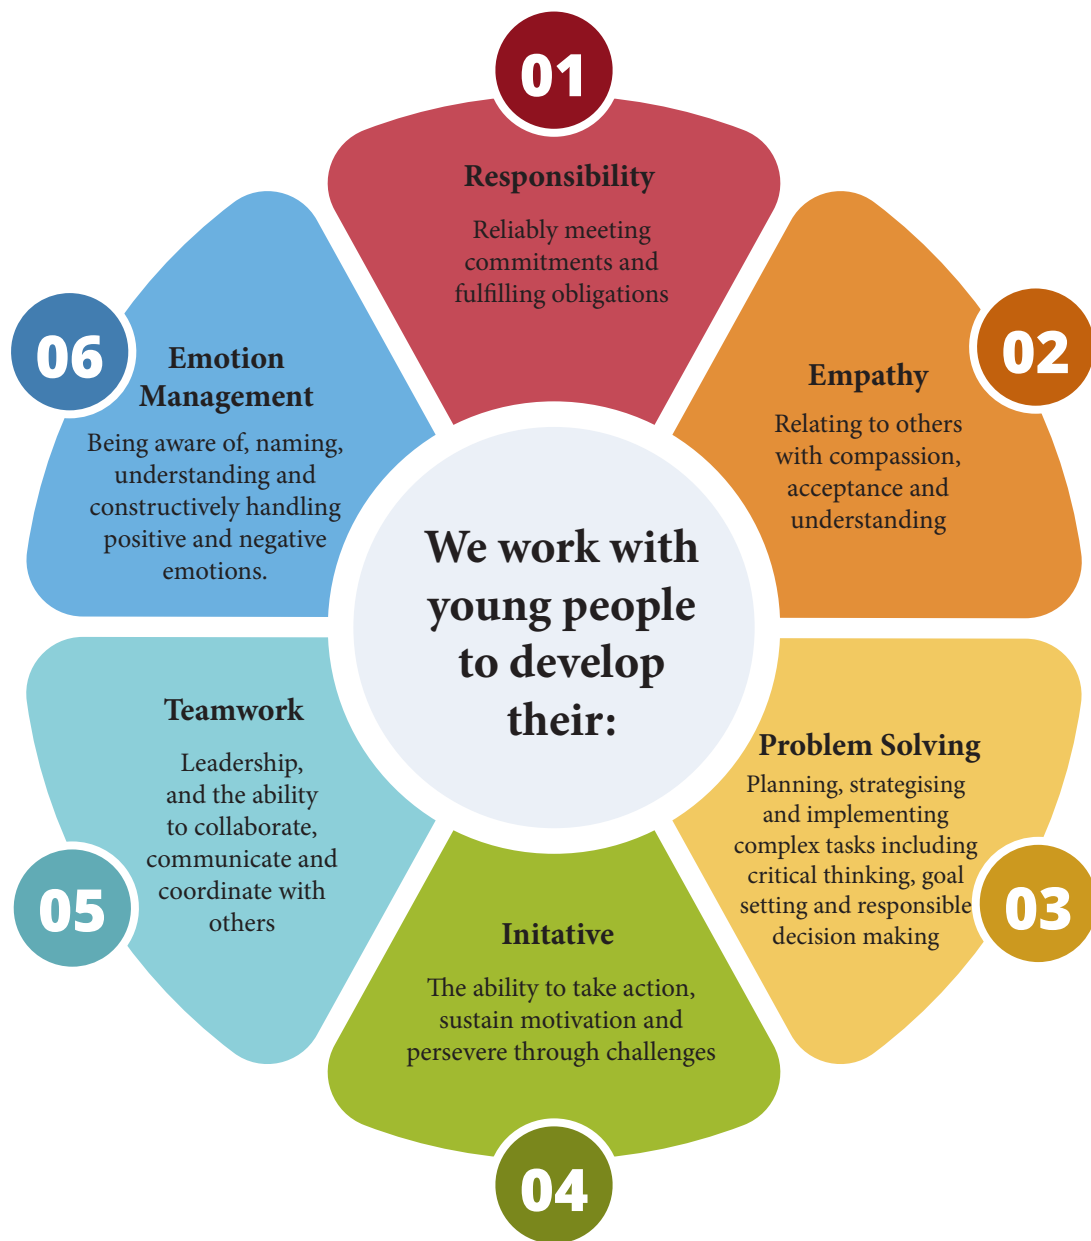 We work with
young people
to develop
their:
01
Responsibility
Reliably meeting
commitments and
fulfilling obligations
02
Empathy
Relating to others
with compassion,
acceptance and
understanding
03
Problem Solving
Planning, strategising
and implementing
complex tasks including
critical thinking, goal
setting and responsible
decision making
04
Initative
The ability to take action,
sustain motivation and
persevere through challenges
05
Teamwork
Leadership,
and the ability
to collaborate,
communicate and
coordinate with
others
06
Emotion
Management
Being aware of, naming,
understanding and
constructively handling
positive and negative
emotions.